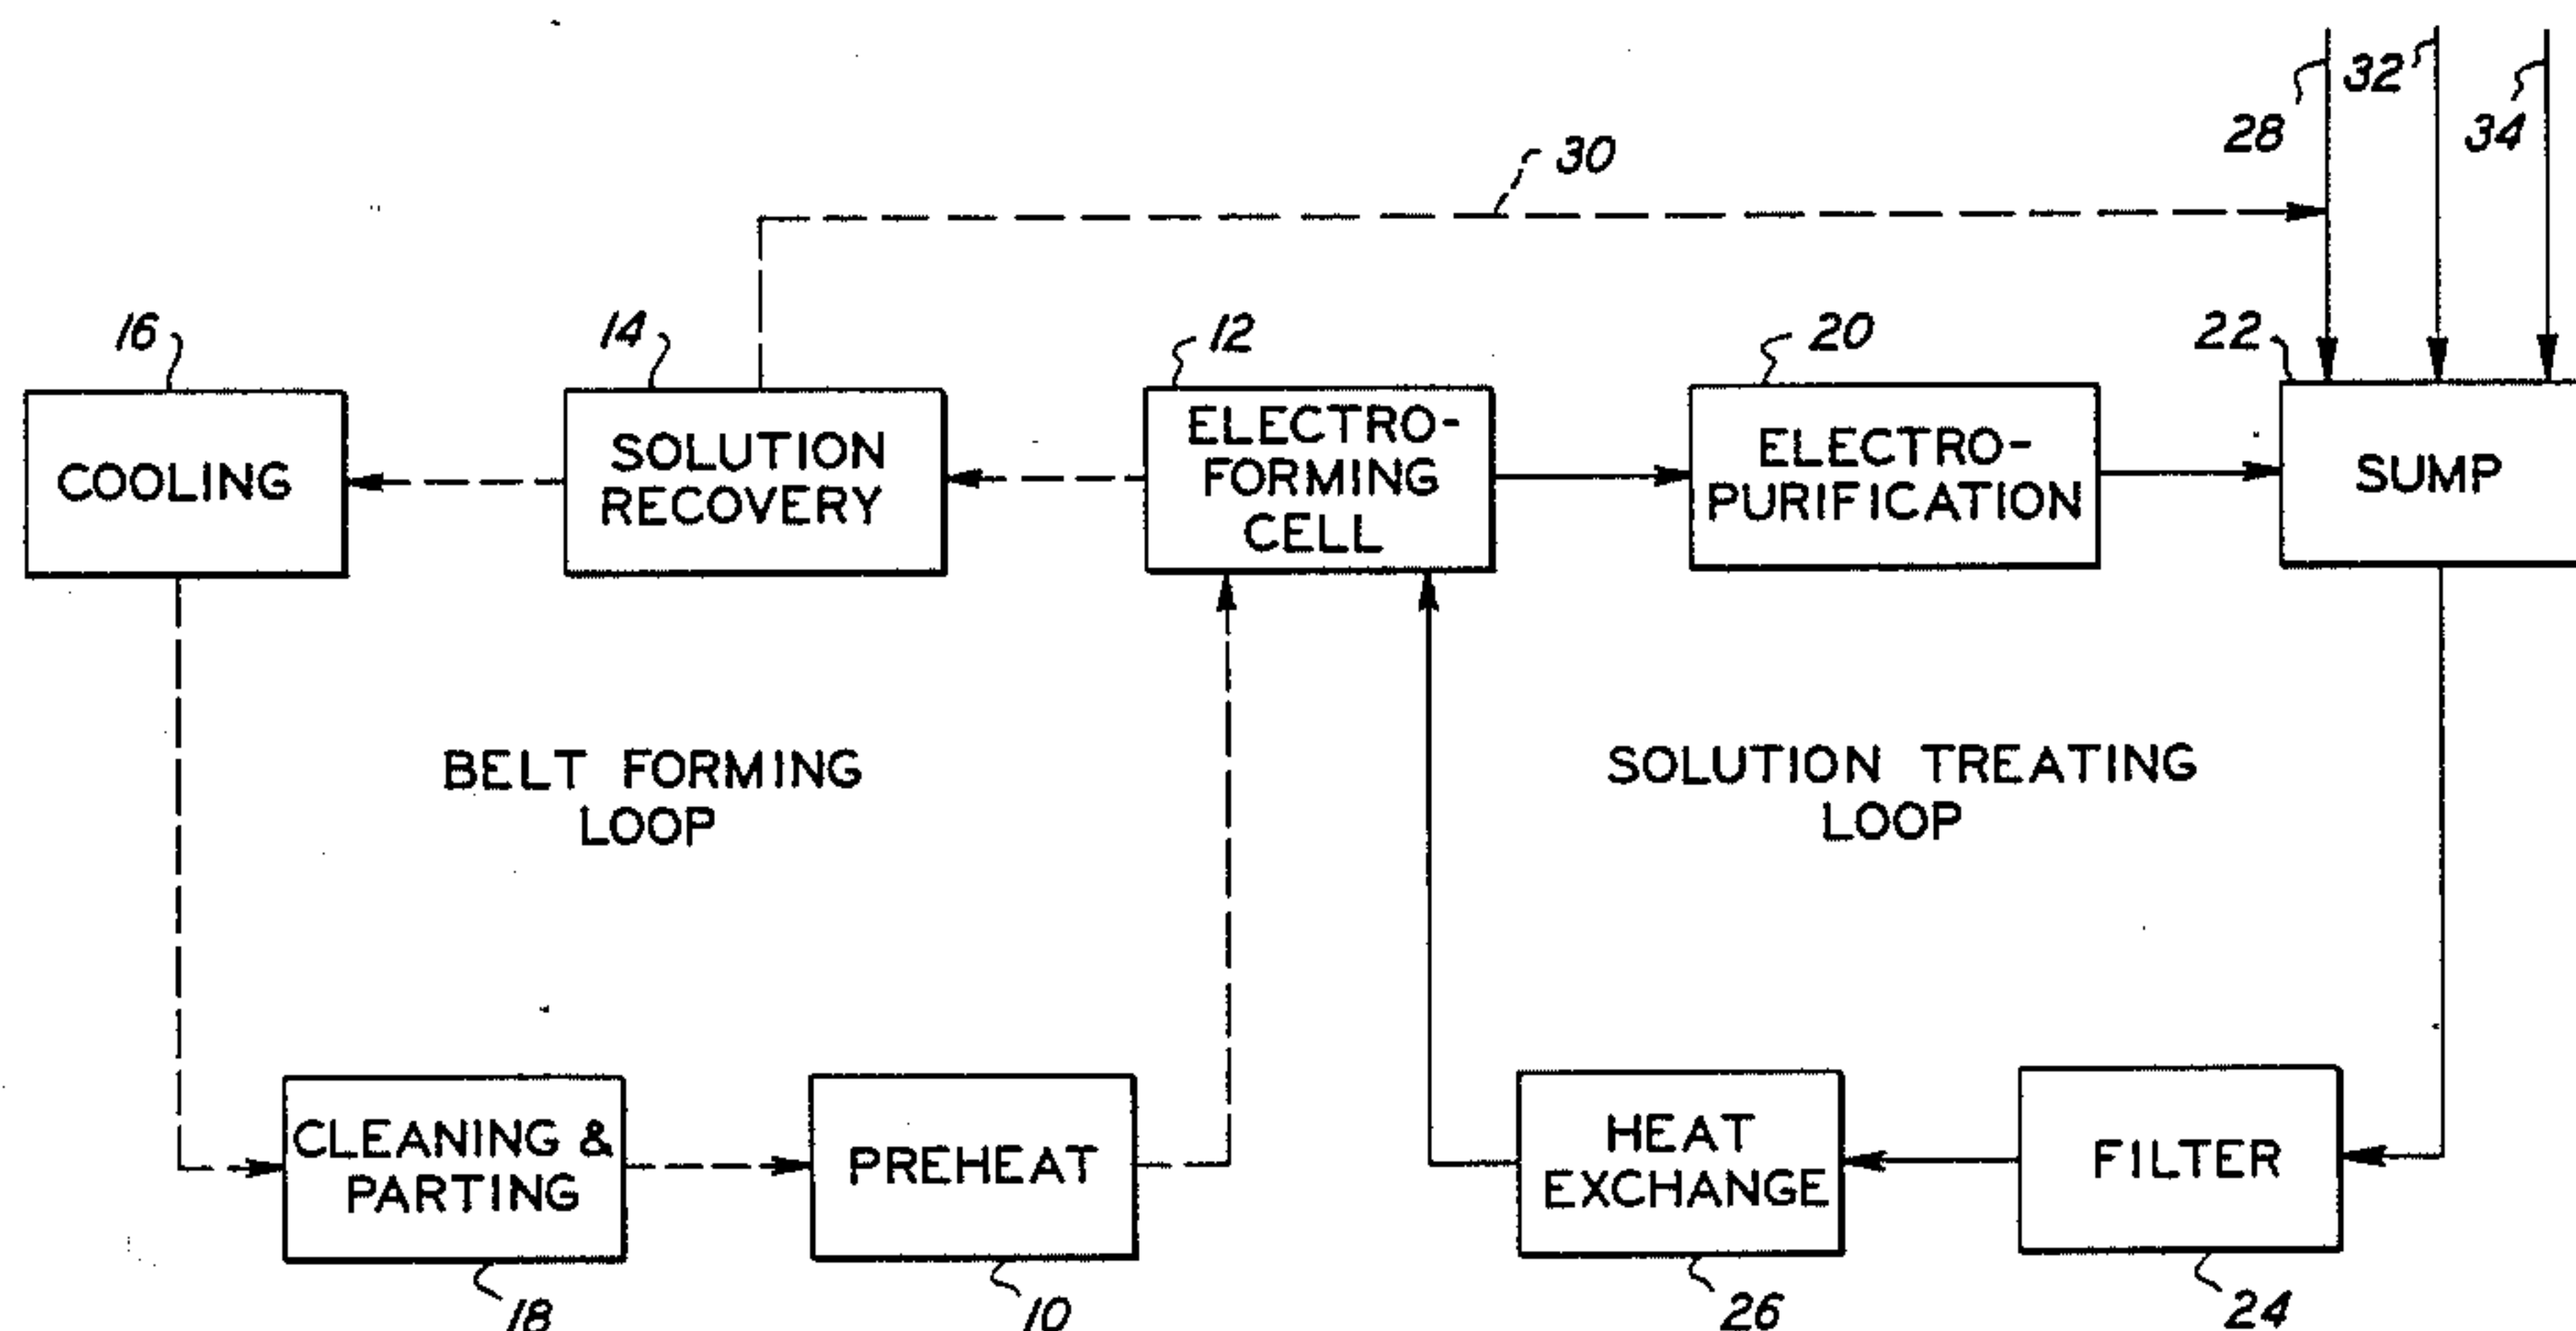 28
32
34
30
16
14
12
20
22
COOLING
SOLUTION
RECOVERY
ELECTRO-
FORMING
CELL
ELECTRO-
PURIFICATION
SUMP
BELT FORMING
LOOP
SOLUTION TREATING
LOOP
CLEANING &
PARTING
PREHEAT
HEAT
EXCHANGE
FILTER
18
10
26
24